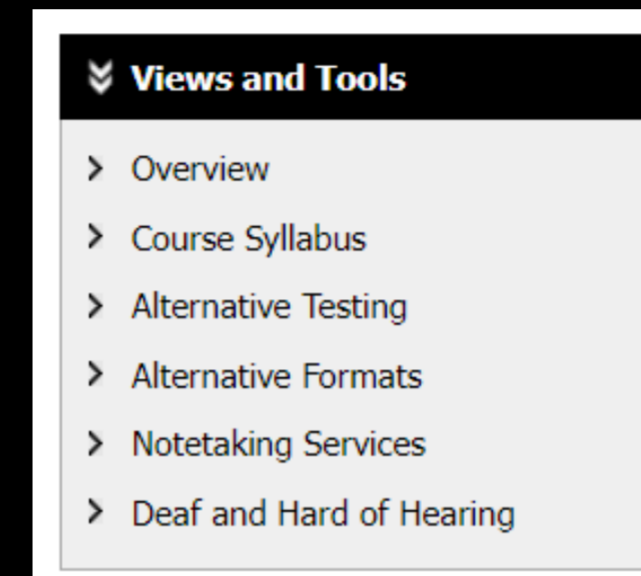 Views and Tools
Overview
Course Syllabus
Alternative Testing
Alternative Formats
Notetaking Services
Deaf and Hard of Hearing